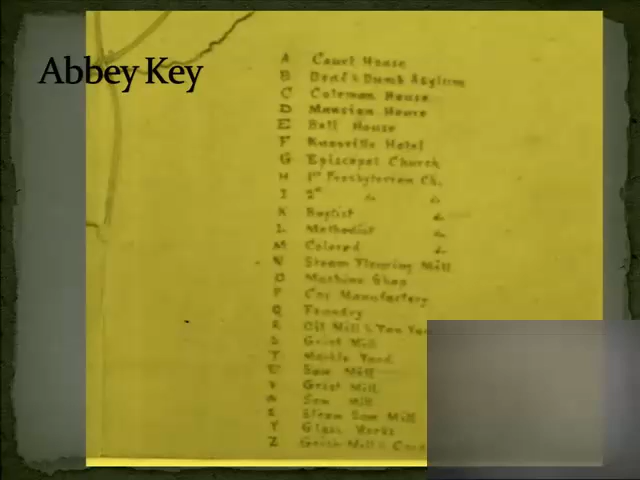 Abbey Key
A Court House
B Deaf & Dumb Asylum
C Coleman House
D Mansion House
E Bell House
F Knoxville Hotel
G Episcopal Church
H 1st Presbyterian Ch.
I 2nd " "
K Baptist "
L Methodist "
M Colored "
N Steam Flouring Mill
O Machine Shop
P Car Manufactory
Q Foundry
R Oil Mill & Tan
S Grist Mill
T Marble Yard
U Saw Mill
V Grist Mill
W Saw Mill
X Steam Saw Mill
Y Glass Works
Z Mill &